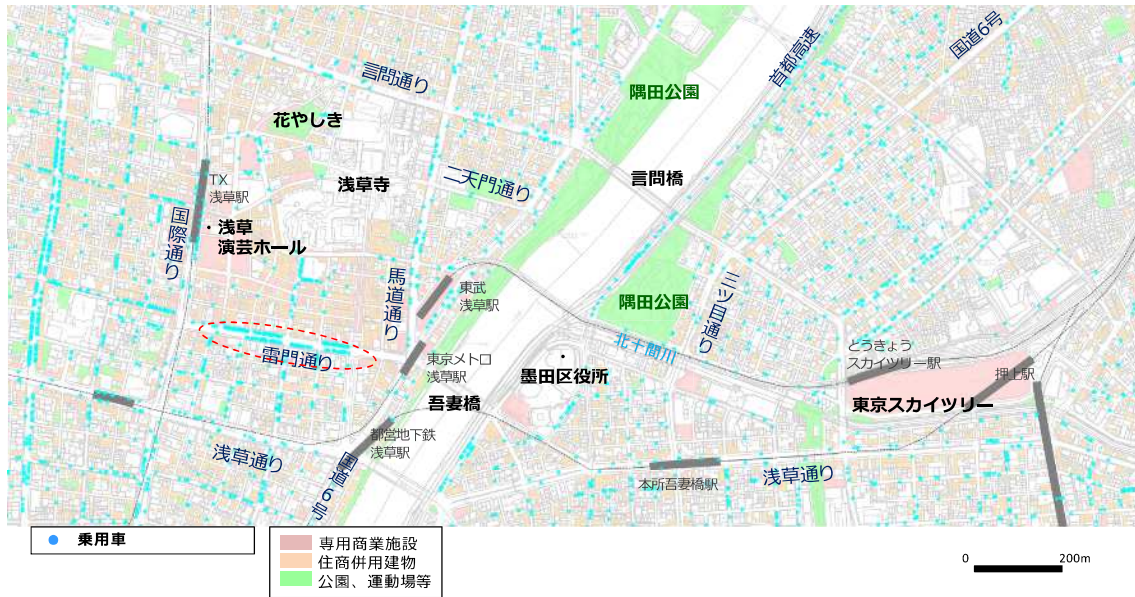 国道6号
首都高速
言問通り
隅田公園
花やしき
二天門通り
言問橋
浅草寺
TX
浅草駅
・浅草
演芸ホール
国際通り
馬道通り
東武
浅草駅
隅田公園
三ツ目通り
北十間川
とうきょう
スカイツリー駅
雷門通り
東京メトロ
浅草駅
墨田区役所
押上駅
吾妻橋
東京スカイツリー
都営地下鉄
浅草駅
浅草通り
国道6号
本所吾妻橋駅
浅草通り
乗用車
専用商業施設
住商併用建物
公園、運動場等
0 200m